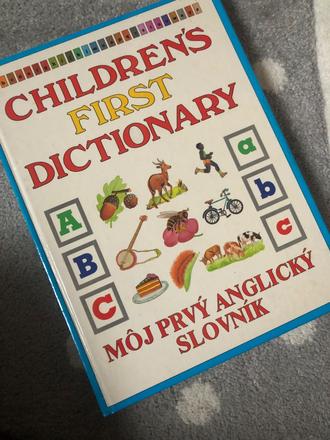 CHILDREN'S
FIRST
DICTIONARY
A
B
C
a
b
c
MÔJ PRVÝ ANGLICKÝ
SLOVNÍK